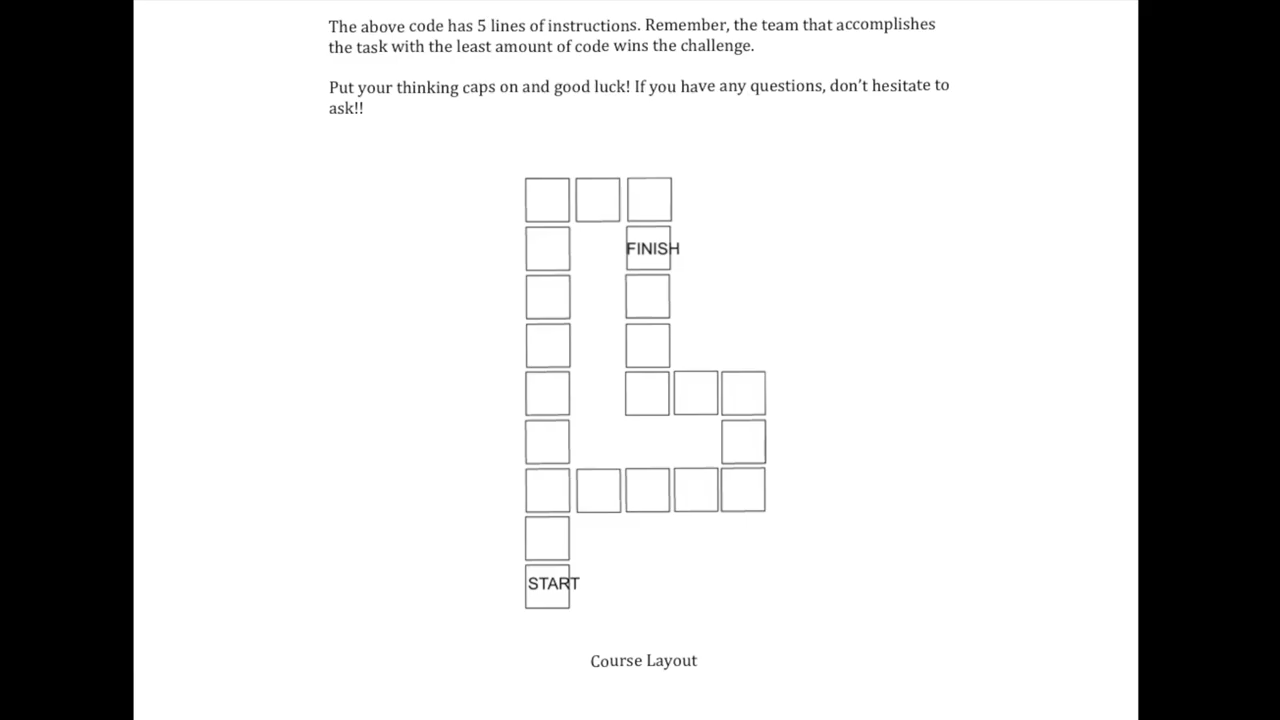 The above code has 5 lines of instructions. Remember, the team that accomplishes
the task with the least amount of code wins the challenge.
Put your thinking caps on and good luck! If you have any questions, don’t hesitate to
ask!!
FINISH
START
Course Layout